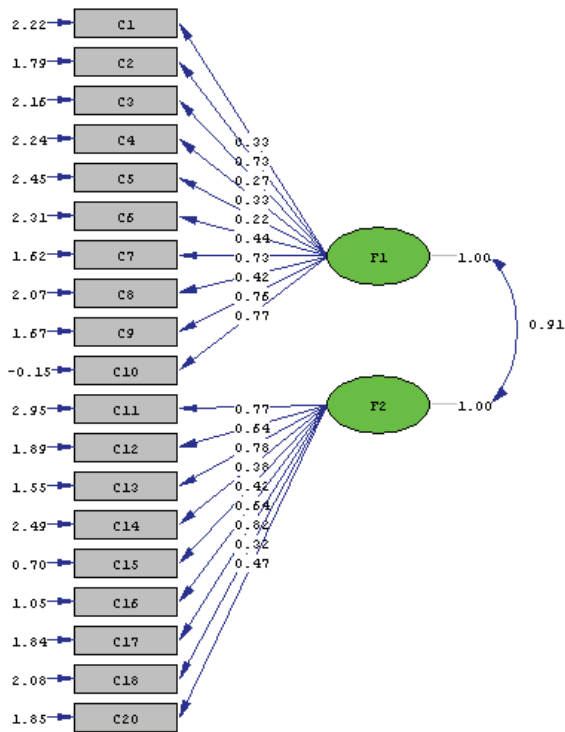 2.22 C1
1.79 C2
2.16 C3
2.24 C4 0.33
0.73
2.45 C5 0.27
0.33
2.31 C6 0.22
0.44
1.62 C7 0.73 F1 1.00
0.42
2.07 C8 0.76
0.77
0.91
1.67 C9
-0.15 C10
2.95 C11 0.77 F2 1.00
0.64
1.89 C12 0.78
0.38
1.55 C13 0.42
0.64
2.49 C14 0.82
0.32
0.70 C15 0.47
1.05 C16
1.84 C17
2.08 C18
1.85 C20